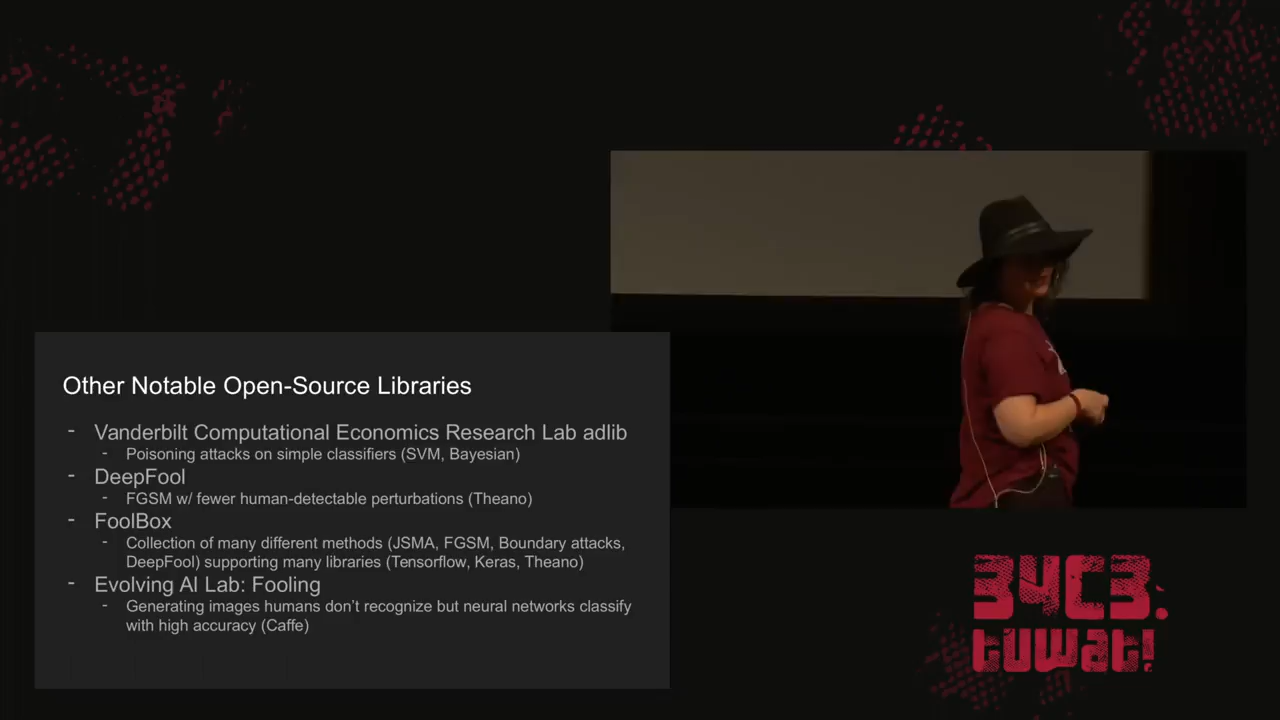 Other Notable Open-Source Libraries
- Vanderbilt Computational Economics Research Lab adlib
- Poisoning attacks on simple classifiers (SVM, Bayesian)
- DeepFool
- FGSM w/ fewer human-detectable perturbations (Theano)
- FoolBox
- Collection of many different methods (JSMA, FGSM, Boundary attacks,
DeepFool) supporting many libraries (Tensorflow, Keras, Theano)
- Evolving AI Lab: Fooling
- Generating images humans don’t recognize but neural networks classify
with high accuracy (Caffe)
34C3:
tuwat!